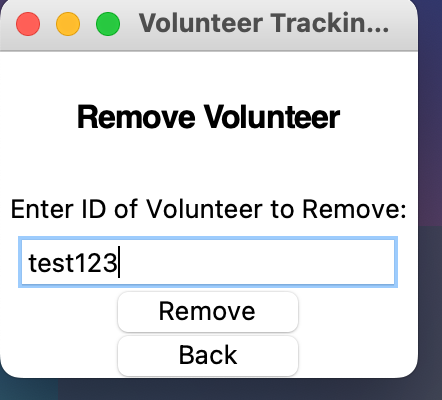 Volunteer Trackin...
Remove Volunteer
Enter ID of Volunteer to Remove:
test123
Remove
Back